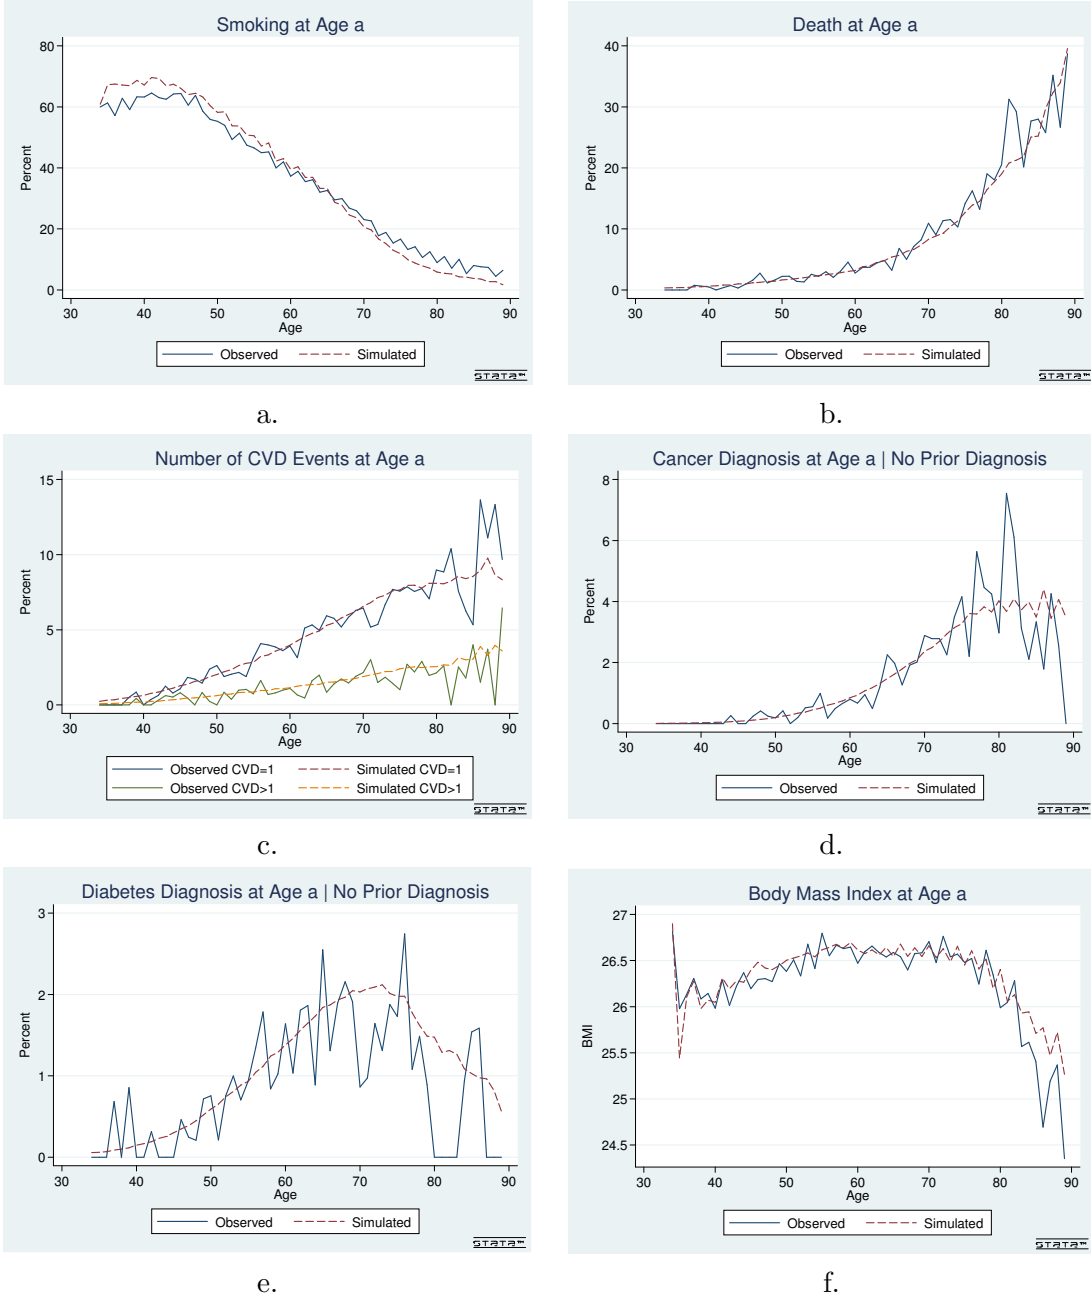 Smoking at Age a
80
60
40
20
0
Percent
30 40 50 60 70 80 90
Age
Observed Simulated
STATA™
a.
Death at Age a
40
30
20
10
0
Percent
30 40 50 60 70 80 90
Age
Observed Simulated
STATA™
b.
Number of CVD Events at Age a
15
10
5
0
Percent
30 40 50 60 70 80 90
Age
Observed CVD=1 Simulated CVD=1
Observed CVD>1 Simulated CVD>1
STATA™
c.
Cancer Diagnosis at Age a | No Prior Diagnosis
8
6
4
2
0
Percent
30 40 50 60 70 80 90
Age
Observed Simulated
STATA™
d.
Diabetes Diagnosis at Age a | No Prior Diagnosis
3
2
1
0
Percent
30 40 50 60 70 80 90
Age
Observed Simulated
STATA™
e.
Body Mass Index at Age a
27
26.5
26
25.5
25
24.5
BMI
30 40 50 60 70 80 90
Age
Observed Simulated
STATA™
f.